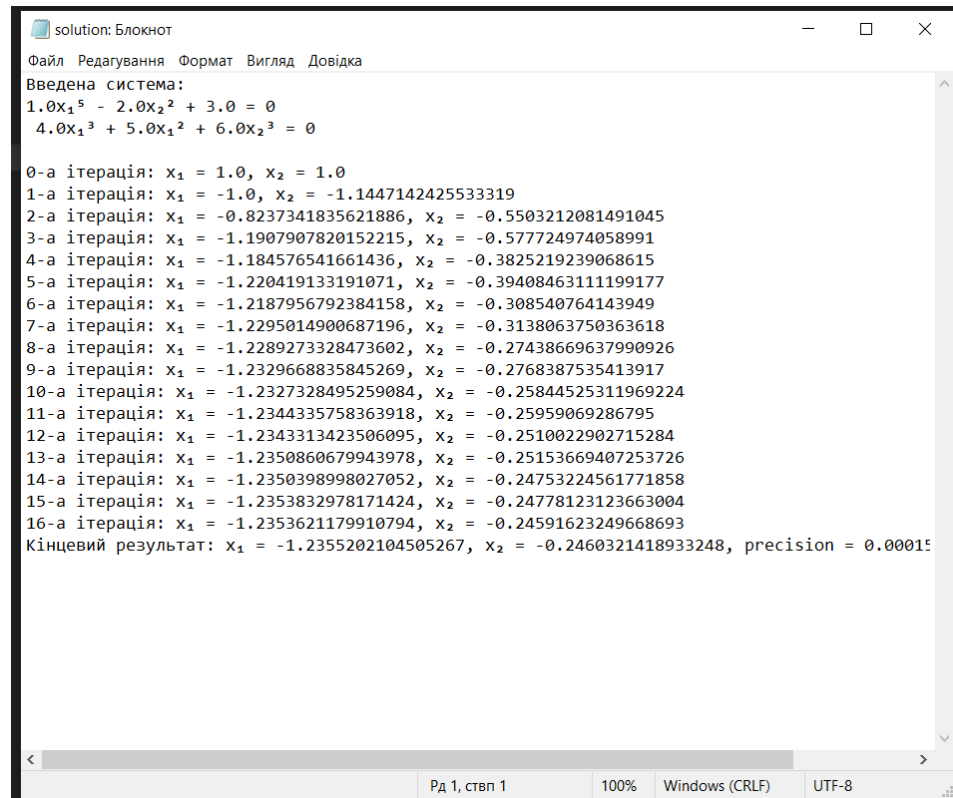 solution: Блокнот
Файл Редагування Формат Вигляд Довідка
Введена система:
1.0x₁⁵ - 2.0x₂² + 3.0 = 0
4.0x₁³ + 5.0x₁² + 6.0x₂³ = 0
0-а ітерація: x₁ = 1.0, x₂ = 1.0
1-а ітерація: x₁ = -1.0, x₂ = -1.1447142425533319
2-а ітерація: x₁ = -0.8237341835621886, x₂ = -0.5503212081491045
3-а ітерація: x₁ = -1.1907907820152215, x₂ = -0.577724974058991
4-а ітерація: x₁ = -1.184576541661436, x₂ = -0.3825219239068615
5-а ітерація: x₁ = -1.220419133191071, x₂ = -0.39408463111199177
6-а ітерація: x₁ = -1.2187956792384158, x₂ = -0.308540764143949
7-а ітерація: x₁ = -1.2295014900687196, x₂ = -0.3138063750363618
8-а ітерація: x₁ = -1.2289273328473602, x₂ = -0.27438669637990926
9-а ітерація: x₁ = -1.2329668835845269, x₂ = -0.2768387535413917
10-а ітерація: x₁ = -1.2327328495259084, x₂ = -0.25844525311969224
11-а ітерація: x₁ = -1.2344335758363918, x₂ = -0.25959069286795
12-а ітерація: x₁ = -1.2343313423506095, x₂ = -0.2510022902715284
13-а ітерація: x₁ = -1.2350860679943978, x₂ = -0.25153669407253726
14-а ітерація: x₁ = -1.2350398998027052, x₂ = -0.24753224561771858
15-а ітерація: x₁ = -1.2353832978171424, x₂ = -0.24778123123663004
16-а ітерація: x₁ = -1.2353621179910794, x₂ = -0.24591623249668693
Кінцевий результат: x₁ = -1.2355202104505267, x₂ = -0.2460321418933248, precision = 0.00015
Рд 1, ствп 1 100% Windows (CRLF) UTF-8